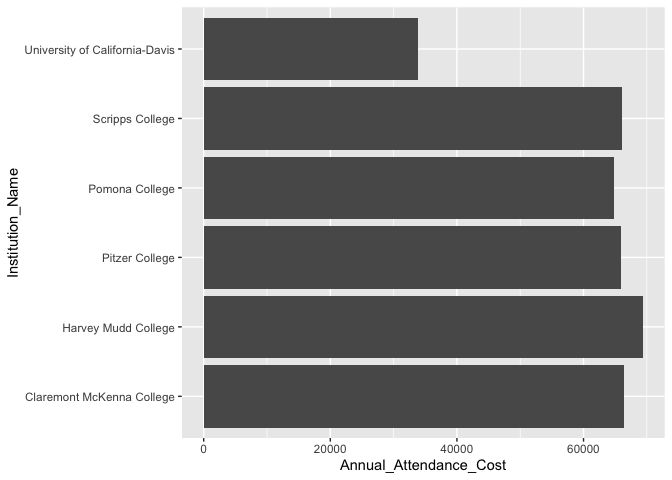 University of California-Davis
Scripps College
Pomona College
Pitzer College
Harvey Mudd College
Claremont McKenna College
Institution_Name
0 20000 40000 60000
Annual_Attendance_Cost